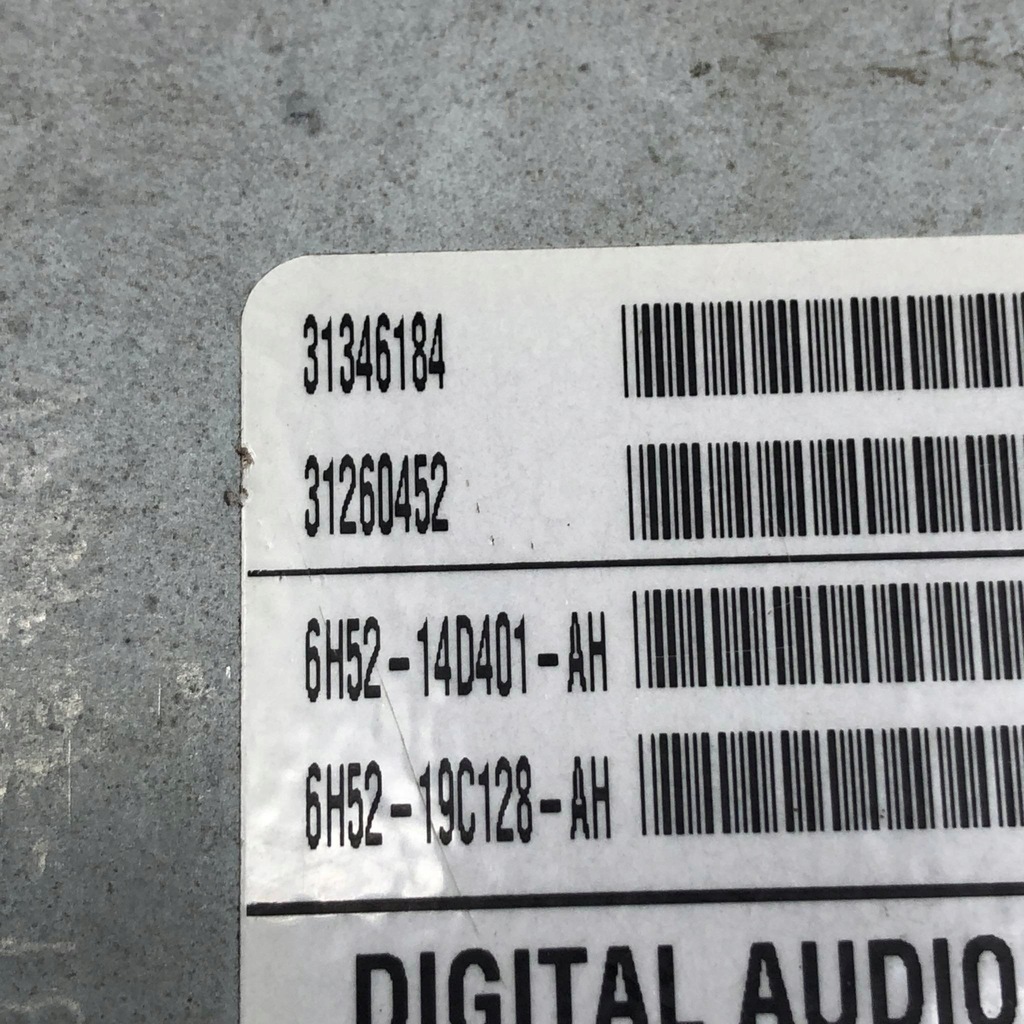 31346184
31260452
6H52-14D401-AH
6H52-19C128-AH
DIGITAL AUDIO